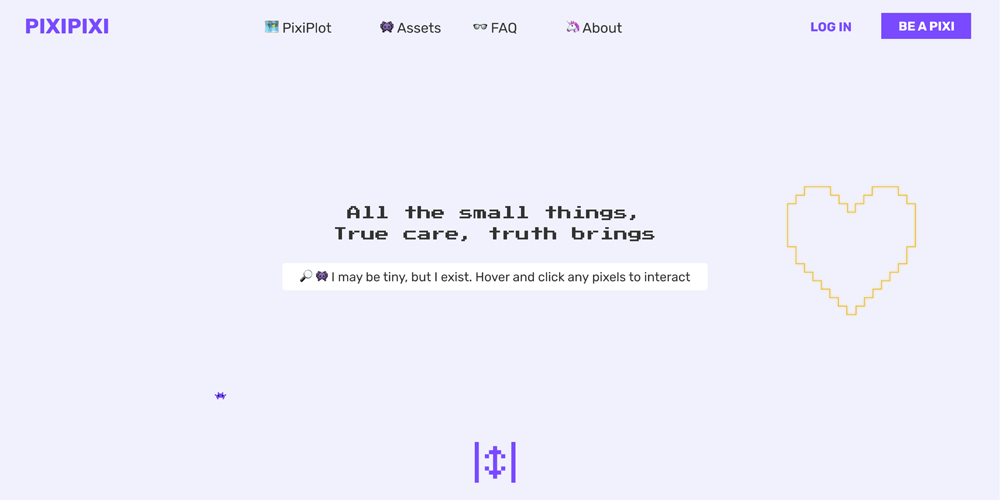 PIXIPIXI
PixiPlot
Assets
FAQ
About
LOG IN
BE A PIXI
All the small things,
True care, truth brings
I may be tiny, but I exist. Hover and click any pixels to interact